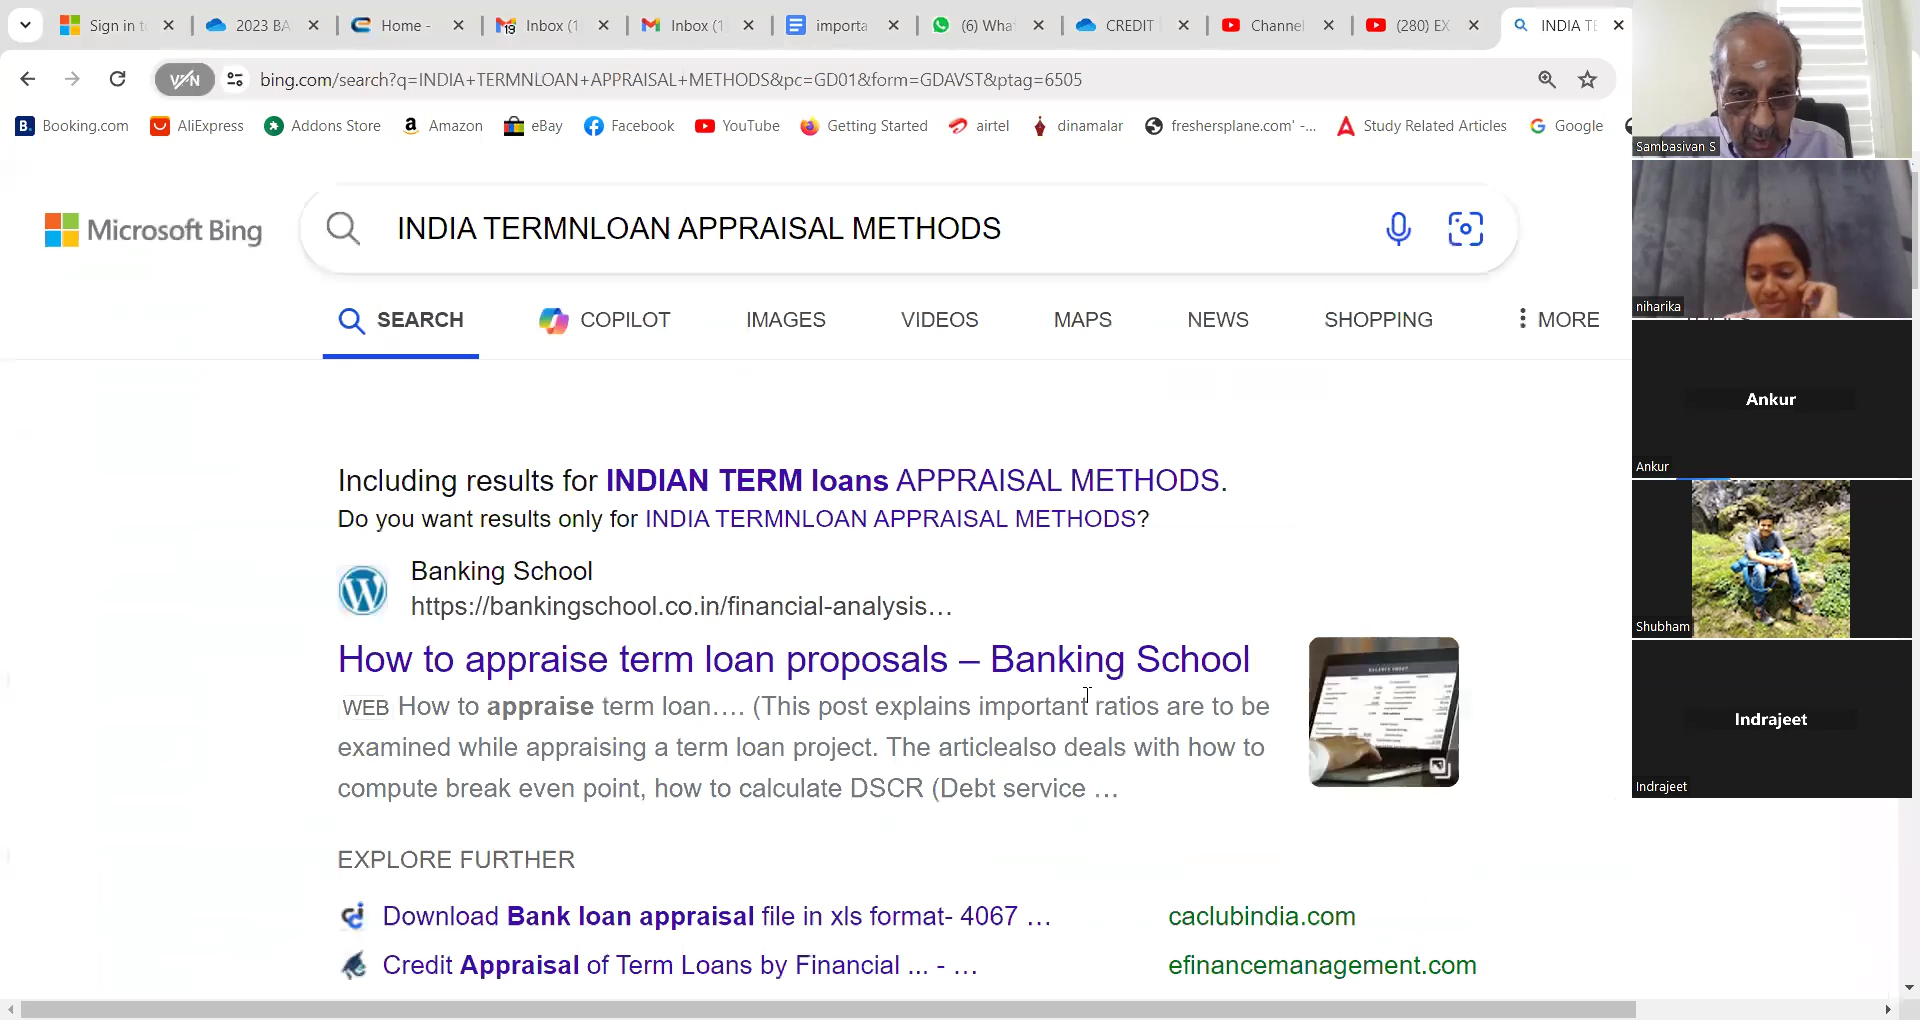 Sign in t
2023 BA
Home -
Inbox (1
Inbox (1
importa
(6) Wha
CREDIT
Channel
(280) EX
INDIA TE
VPN
bing.com/search?q=INDIA+TERMNLOAN+APPRAISAL+METHODS&pc=GD01&form=GDAVST&ptag=6505
Booking.com
AliExpress
Addons Store
Amazon
eBay
Facebook
YouTube
Getting Started
airtel
dinamalar
freshersplane.com' -...
Study Related Articles
Google
Sambasivan S
Microsoft Bing
INDIA TERMNLOAN APPRAISAL METHODS
niharika
SEARCH
COPILOT
IMAGES
VIDEOS
MAPS
NEWS
SHOPPING
MORE
Ankur
Ankur
Including results for INDIAN TERM loans APPRAISAL METHODS.
Do you want results only for INDIA TERMNLOAN APPRAISAL METHODS?
Banking School
https://bankingschool.co.in/financial-analysis…
Shubham
How to appraise term loan proposals – Banking School
WEB How to appraise term loan…. (This post explains important ratios are to be
examined while appraising a term loan project. The articlealso deals with how to
compute break even point, how to calculate DSCR (Debt service …
Indrajeet
Indrajeet
EXPLORE FURTHER
Download Bank loan appraisal file in xls format- 4067 …
caclubindia.com
Credit Appraisal of Term Loans by Financial ... - …
efinancemanagement.com